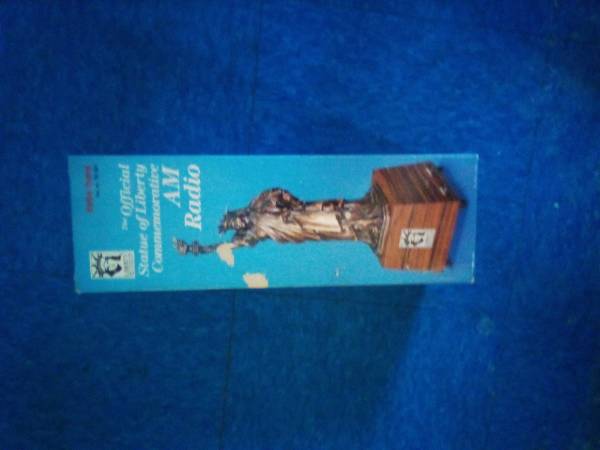 The Official
Statue of Liberty
Commemorative
AM
Radio